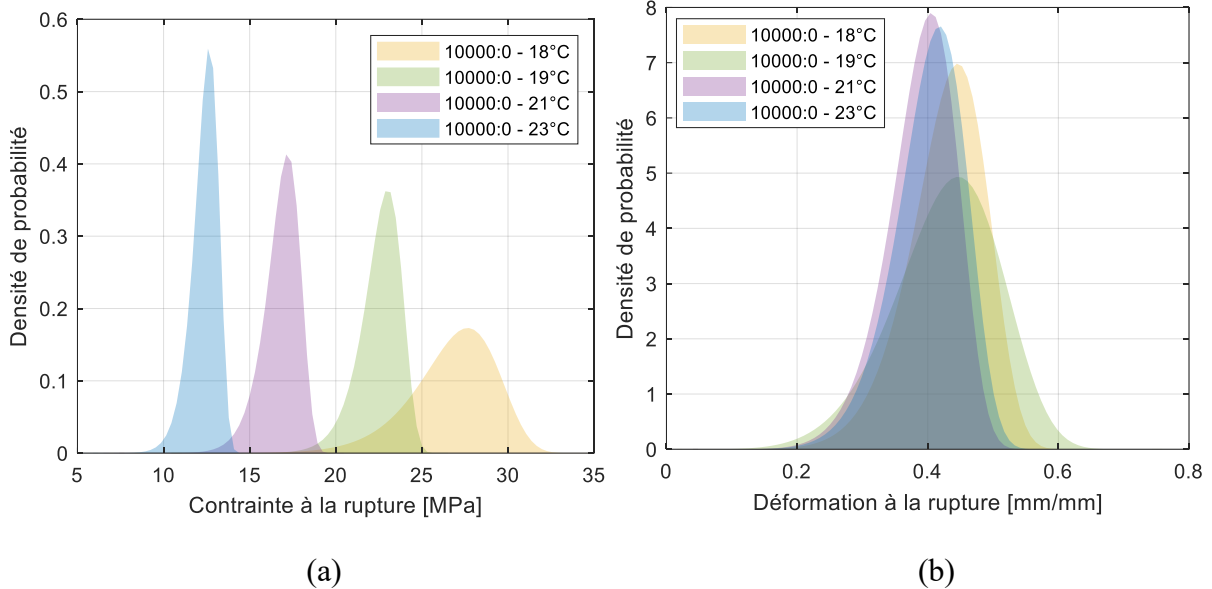 0.6
0.5
0.4
0.3
0.2
0.1
0
5
10
15
20
25
30
35
Densité de probabilité
Contrainte à la rupture [MPa]
10000:0 - 18°C
10000:0 - 19°C
10000:0 - 21°C
10000:0 - 23°C
(a)
8
7
6
5
4
3
2
1
0
0
0.2
0.4
0.6
0.8
Densité de probabilité
Déformation à la rupture [mm/mm]
10000:0 - 18°C
10000:0 - 19°C
10000:0 - 21°C
10000:0 - 23°C
(b)